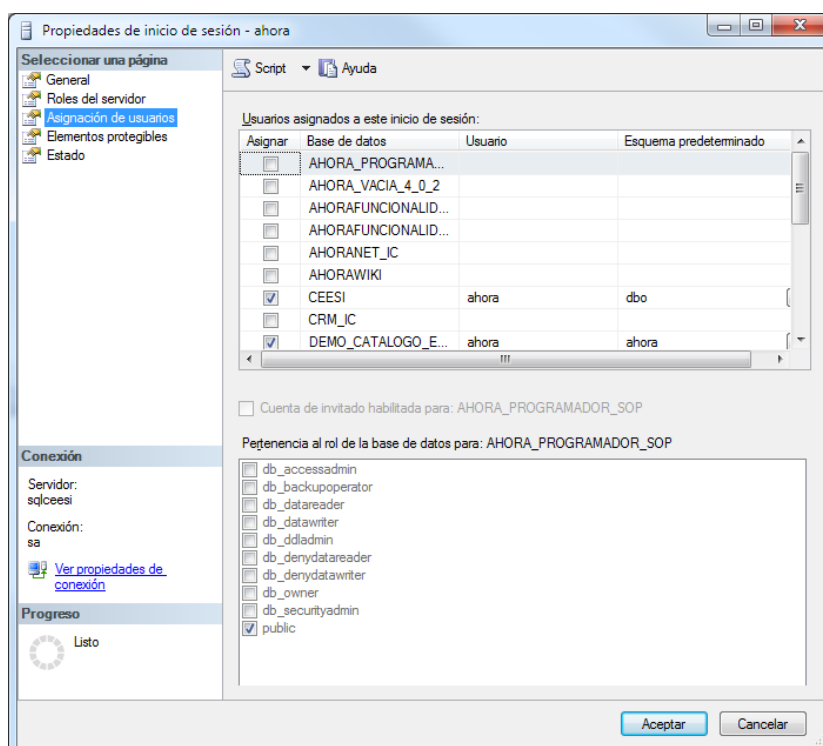 Propiedades de inicio de sesión - ahora
Seleccionar una página
General
Roles del servidor
Asignación de usuarios
Elementos protegibles
Estado
Script
Ayuda
Usuarios asignados a este inicio de sesión:
Asignar Base de datos Usuario Esquema predeterminado
AHORA_PROGRAMA...
AHORA_VACIA_4_0_2
AHORAFUNCIONALID...
AHORAFUNCIONALID...
AHORANET_IC
AHORAWIKI
CEESI ahora dbo
CRM_IC
DEMO_CATALOGO_E... ahora ahora
Cuenta de invitado habilitada para: AHORA_PROGRAMADOR_SOP
Pertenencia al rol de la base de datos para: AHORA_PROGRAMADOR_SOP
db_accessadmin
db_backupoperator
db_datareader
db_datawriter
db_ddladmin
db_denydatareader
db_denydatawriter
db_owner
db_securityadmin
public
Conexión
Servidor:
sqlceesi
Conexión:
sa
Ver propiedades de
conexión
Progreso
Listo
Aceptar
Cancelar